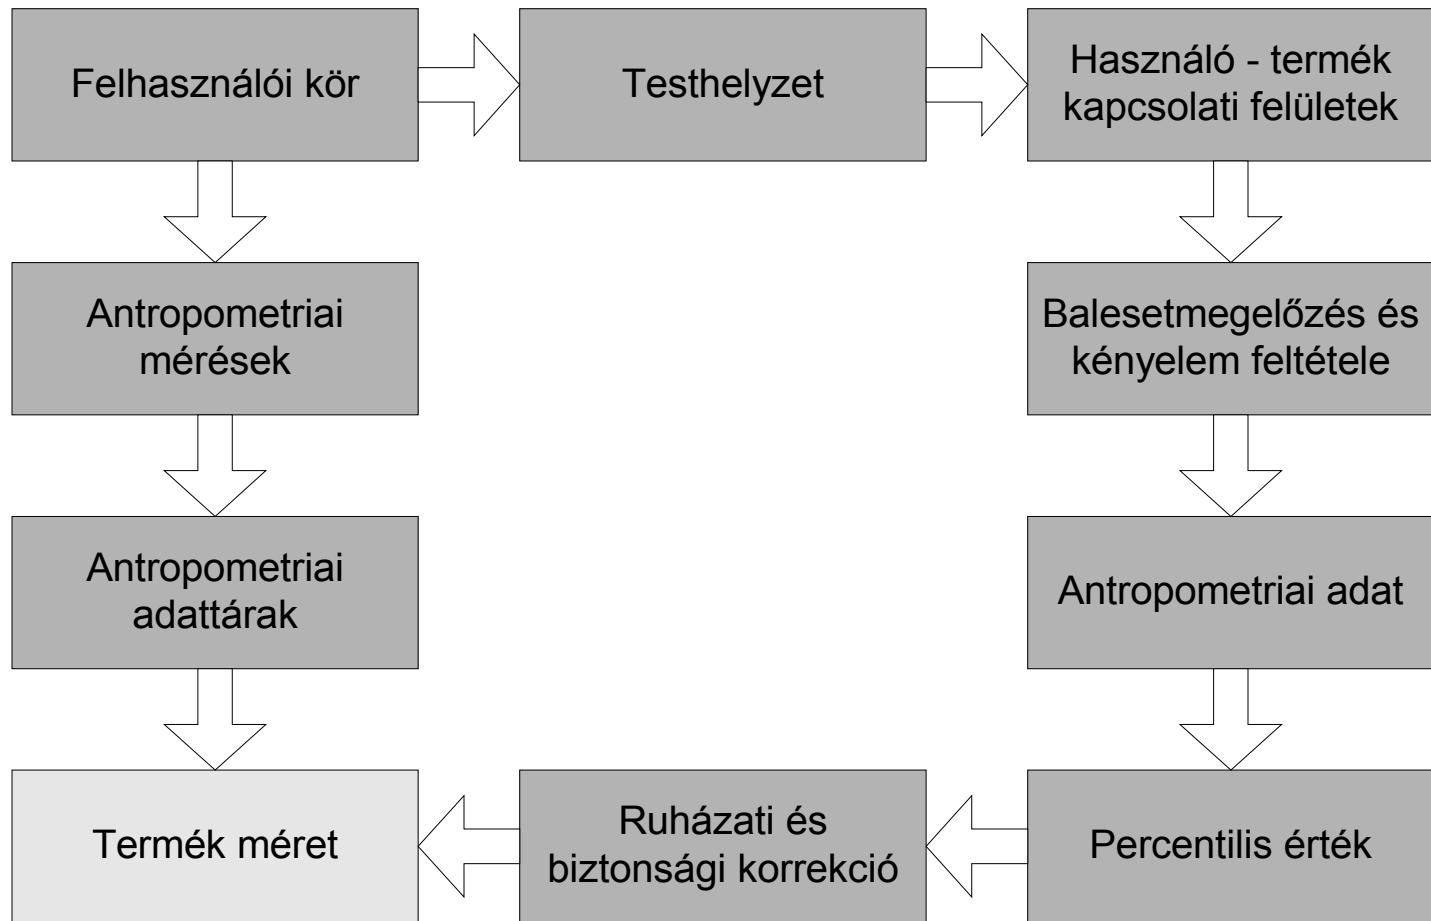 Felhasználói kör
Testhelyzet
Használó - termék
kapcsolati felületek
Antropometriai
mérések
Balesetmegelőzés és
kényelem feltétele
Antropometriai
adattárak
Antropometriai adat
Termék méret
Ruházati és
biztonsági korrekció
Percentilis érték